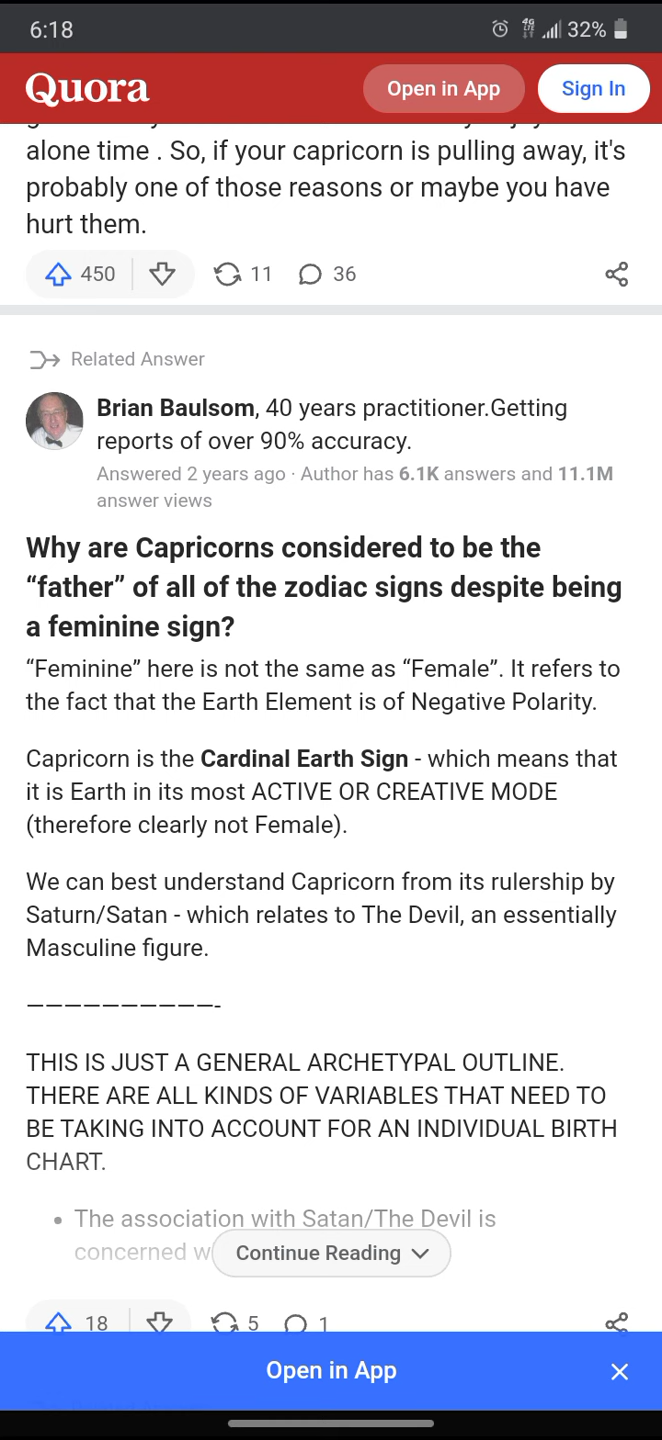 6:18 4G LTE 32%
Quora Open in App Sign In
alone time . So, if your capricorn is pulling away, it's
probably one of those reasons or maybe you have
hurt them.
450 11 36
Related Answer
Brian Baulsom, 40 years practitioner.Getting
reports of over 90% accuracy.
Answered 2 years ago · Author has 6.1K answers and 11.1M
answer views
Why are Capricorns considered to be the
“father” of all of the zodiac signs despite being
a feminine sign?
“Feminine” here is not the same as “Female”. It refers to
the fact that the Earth Element is of Negative Polarity.
Capricorn is the Cardinal Earth Sign - which means that
it is Earth in its most ACTIVE OR CREATIVE MODE
(therefore clearly not Female).
We can best understand Capricorn from its rulership by
Saturn/Satan - which relates to The Devil, an essentially
Masculine figure.
——————————-
THIS IS JUST A GENERAL ARCHETYPAL OUTLINE.
THERE ARE ALL KINDS OF VARIABLES THAT NEED TO
BE TAKING INTO ACCOUNT FOR AN INDIVIDUAL BIRTH
CHART.
• The association with Satan/The Devil is
concerned w
Continue Reading
18 5 1
Open in App